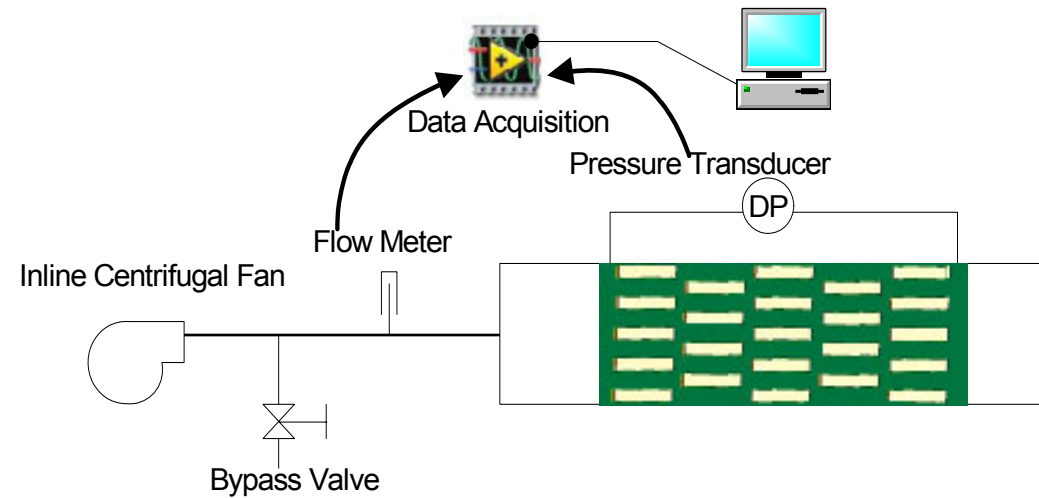 Data Acquisition
Pressure Transducer
DP
Flow Meter
Inline Centrifugal Fan
Bypass Valve